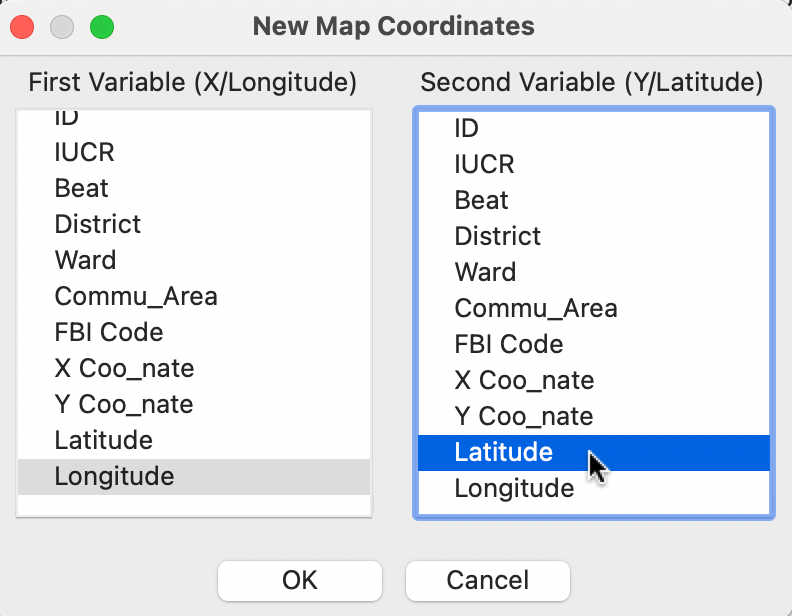 New Map Coordinates
First Variable (X/Longitude)
ID
IUCR
Beat
District
Ward
Commu_Area
FBI Code
X Coo_nate
Y Coo_nate
Latitude
Longitude
Second Variable (Y/Latitude)
ID
IUCR
Beat
District
Ward
Commu_Area
FBI Code
X Coo_nate
Y Coo_nate
Latitude
Longitude
OK
Cancel